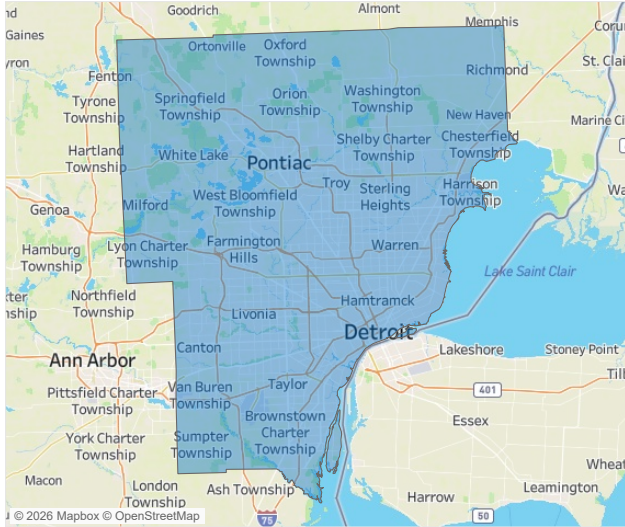 Goodrich
Almont
Memphis
Gaines
Ortonville
Oxford
Township
Richmond
St. Clai
Fenton
Tyrone
Township
Springfield
Township
Orion
Township
Washington
Township
New Haven
Marine Ci
Hartland
Township
White Lake
Pontiac
Shelby Charter
Township
Chesterfield
Township
Troy
Sterling
Heights
Harrison
Township
Wa
Genoa
Milford
West Bloomfield
Township
Hamburg
Township
Lyon Charter
Township
Farmington
Hills
Warren
Lake Saint Clair
Northfield
Township
Livonia
Hamtramck
Detroit
Ann Arbor
Canton
Lakeshore
Stoney Point
Pittsfield Charter
Township
Van Buren
Township
Taylor
401
Essex
York Charter
Township
Sumpter
Township
Brownstown
Charter
Township
Wheat
Macon
London
Township
Ash Township
Harrow
Leamington
© 2026 Mapbox © OpenStreetMap
75
50